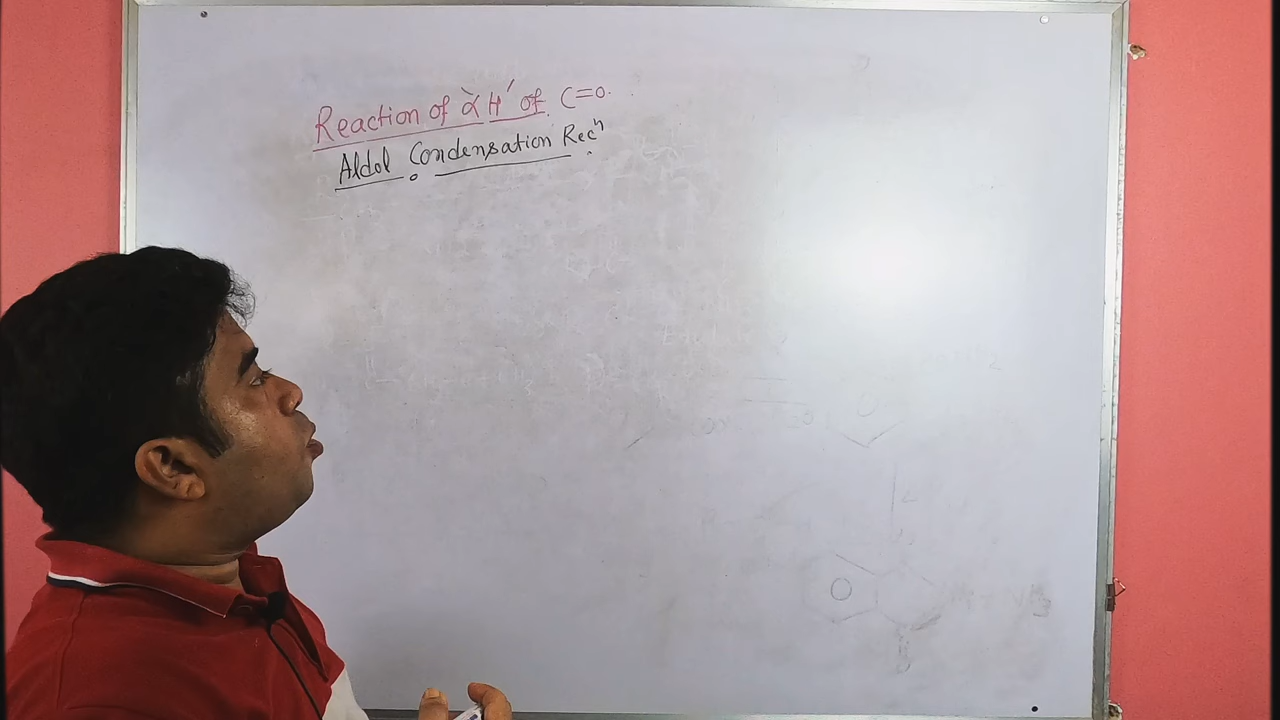 Reaction of 'α H' of C=O.
Aldol Condensation Recⁿ